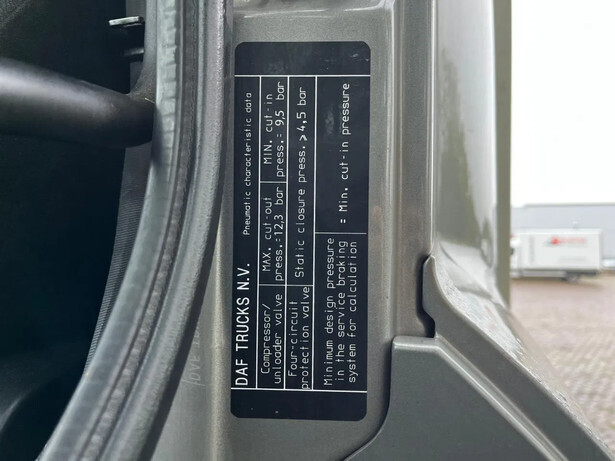 DAF TRUCKS N.V. Pneumatic characteristic data
Compressor/
unloader valve
MAX. cut-out
press.=12,3 bar
MIN. cut-in
press.= 9,5 bar
Four-circuit
protection valve
Static closure press. ≥ 4,5 bar
Minimum design pressure
in the service braking
system for calculation
= Min. cut-in pressure